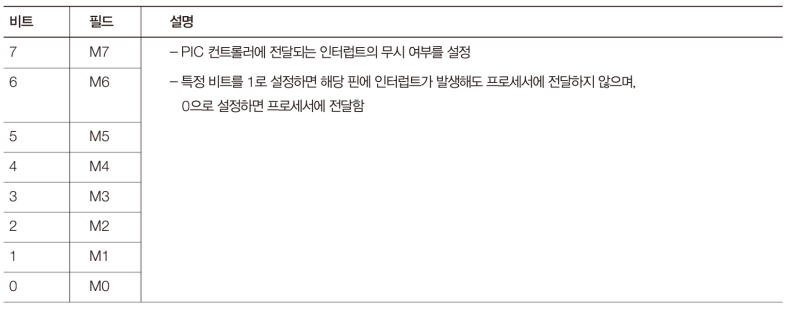 비트 필드 설명
7 M7 – PIC 컨트롤러에 전달되는 인터럽트의 무시 여부를 설정
6 M6 – 특정 비트를 1로 설정하면 해당 핀에 인터럽트가 발생해도 프로세서에 전달하지 않으며,
0으로 설정하면 프로세서에 전달함
5 M5
4 M4
3 M3
2 M2
1 M1
0 M0